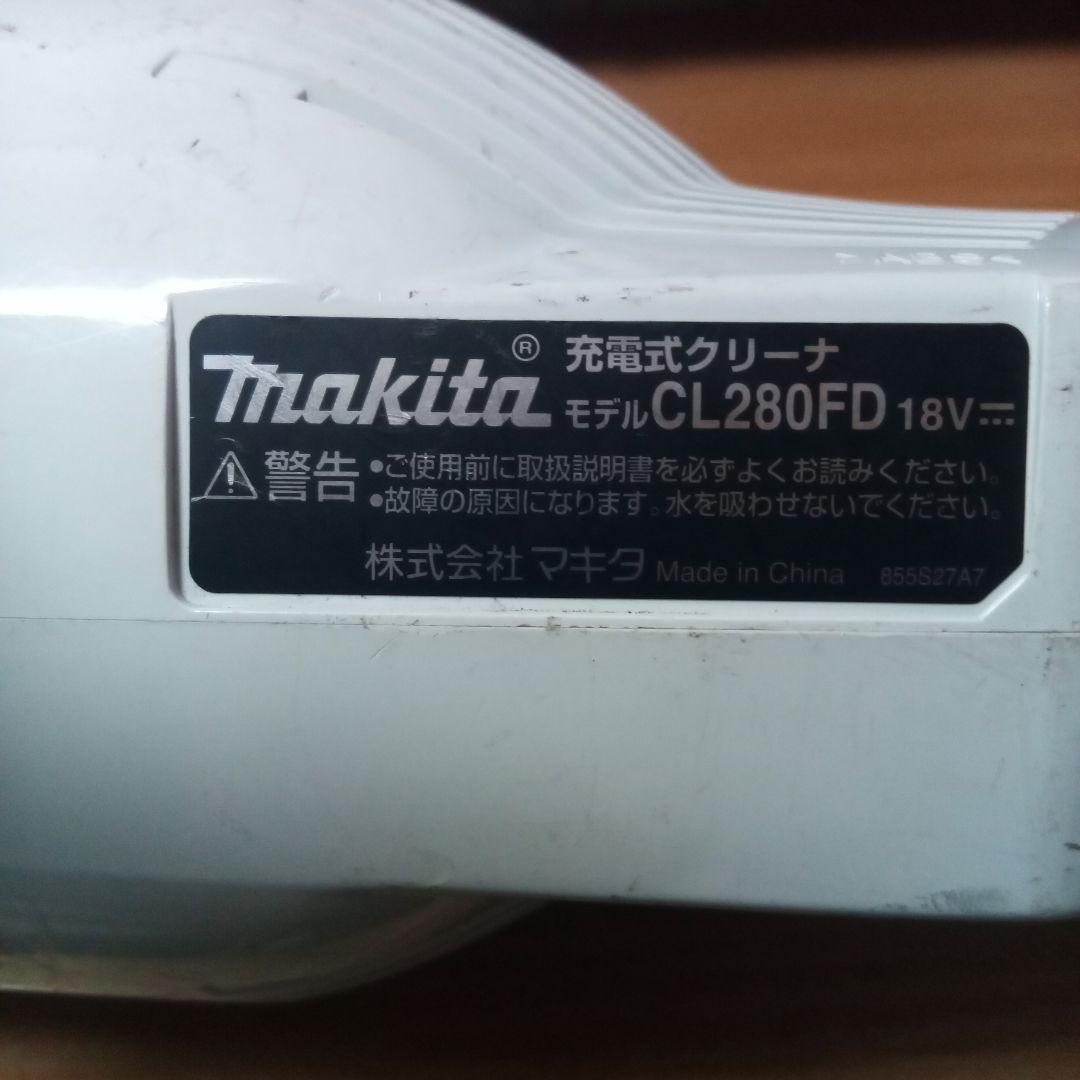 makita® 充電式クリーナ
モデルCL280FD 18V⎓
⚠警告 •ご使用前に取扱説明書を必ずよくお読みください。
•故障の原因になります。水を吸わせないでください。
株式会社 マキタ Made in China 855S27A7